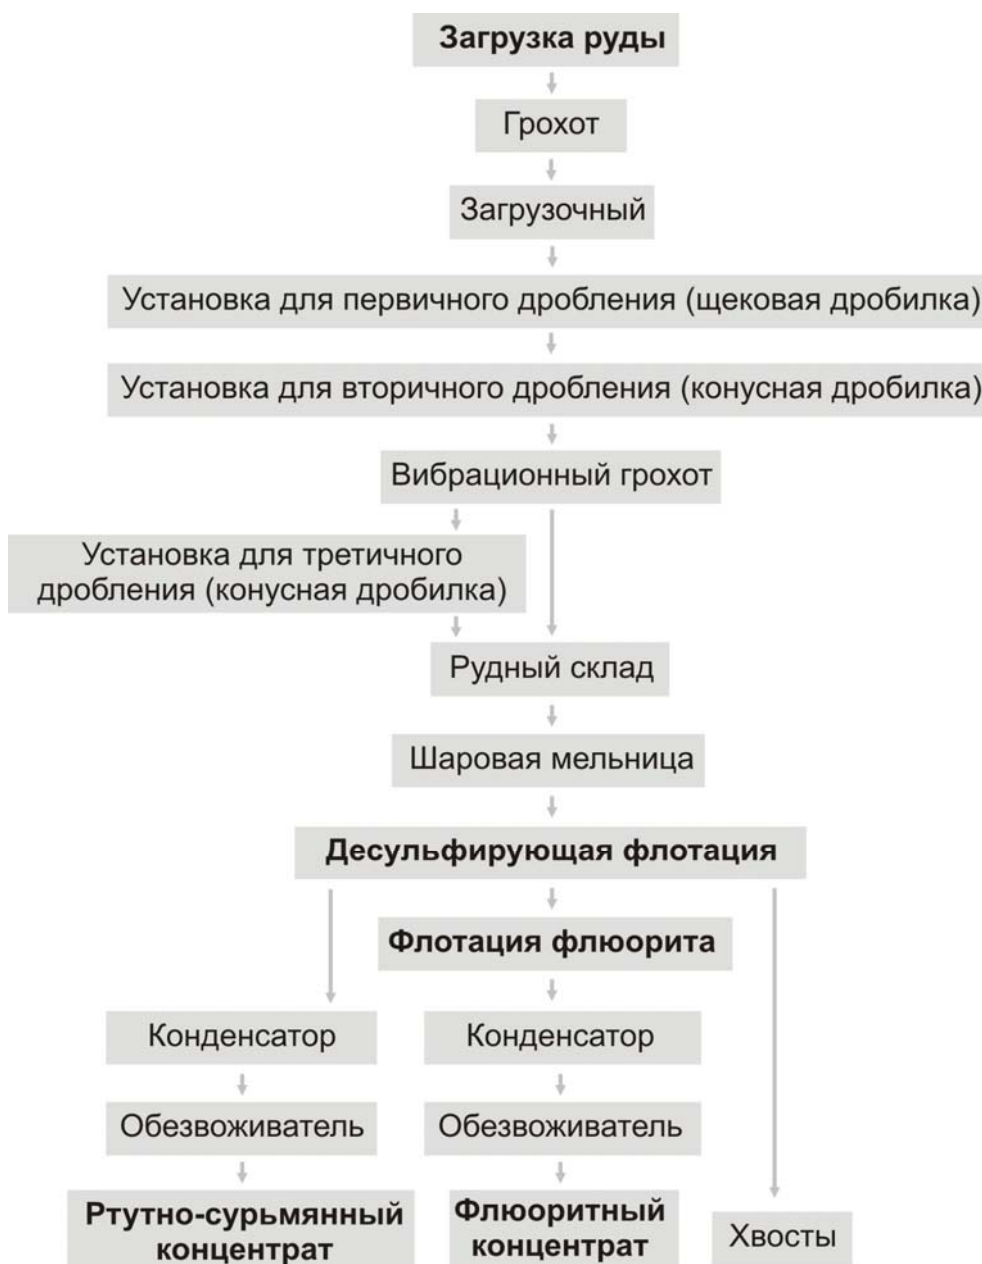 Загрузка руды
Грохот
Загрузочный
Установка для первичного дробления (щековая дробилка)
Установка для вторичного дробления (конусная дробилка)
Вибрационный грохот
Установка для третичного
дробления (конусная дробилка)
Рудный склад
Шаровая мельница
Десульфирующая флотация
Флотация флюорита
Конденсатор
Конденсатор
Обезвоживатель
Обезвоживатель
Ртутно-сурьмянный
концентрат
Флюоритный
концентрат
Хвосты